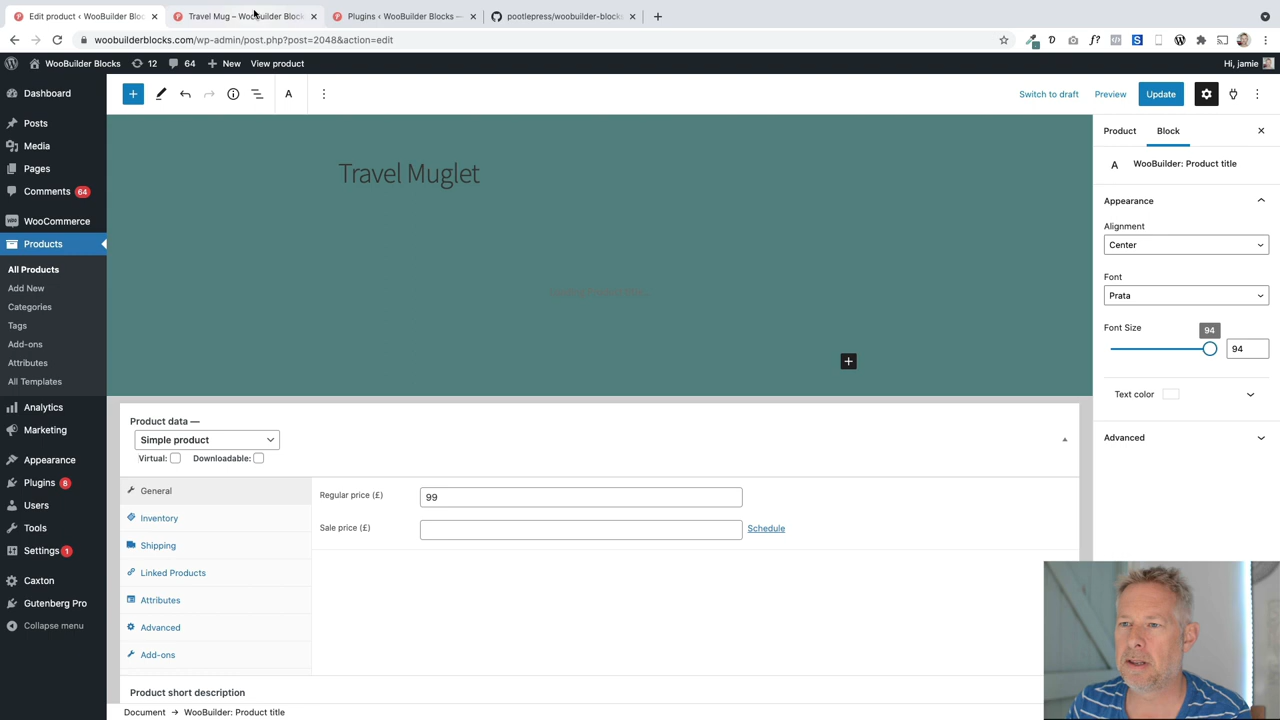 Edit product ‹ WooBuilder Bloc
Travel Mug – WooBuilder Block
Plugins ‹ WooBuilder Blocks —
pootlepress/woobuilder-blocks
woobuilderblocks.com/wp-admin/post.php?post=2048&action=edit
WooBuilder Blocks
12
64
New
View product
Hi, jamie
Dashboard
Posts
Media
Pages
Comments 64
WooCommerce
Products
All Products
Add New
Categories
Tags
Add-ons
Attributes
All Templates
Analytics
Marketing
Appearance
Plugins 8
Users
Tools
Settings 1
Caxton
Gutenberg Pro
Collapse menu
A
Switch to draft
Preview
Update
Travel Muglet
Product data —
Simple product
Virtual:
Downloadable:
General
Inventory
Shipping
Linked Products
Attributes
Advanced
Add-ons
Regular price (£)
99
Sale price (£)
Schedule
Product short description
Document → WooBuilder: Product title
Product
Block
A
WooBuilder: Product title
Appearance
Alignment
Center
Font
Prata
Font Size
94
94
Text color
Advanced